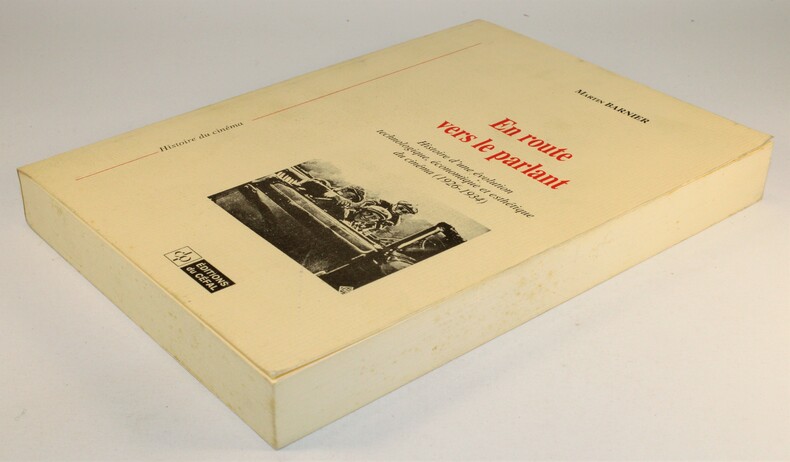 Martin BARNIER
En route
vers le parlant
Histoire d'une évolution
technologique, économique et esthétique
du cinéma (1926-1934)
Histoire du cinéma
ÉDITIONS
du CÉFAL